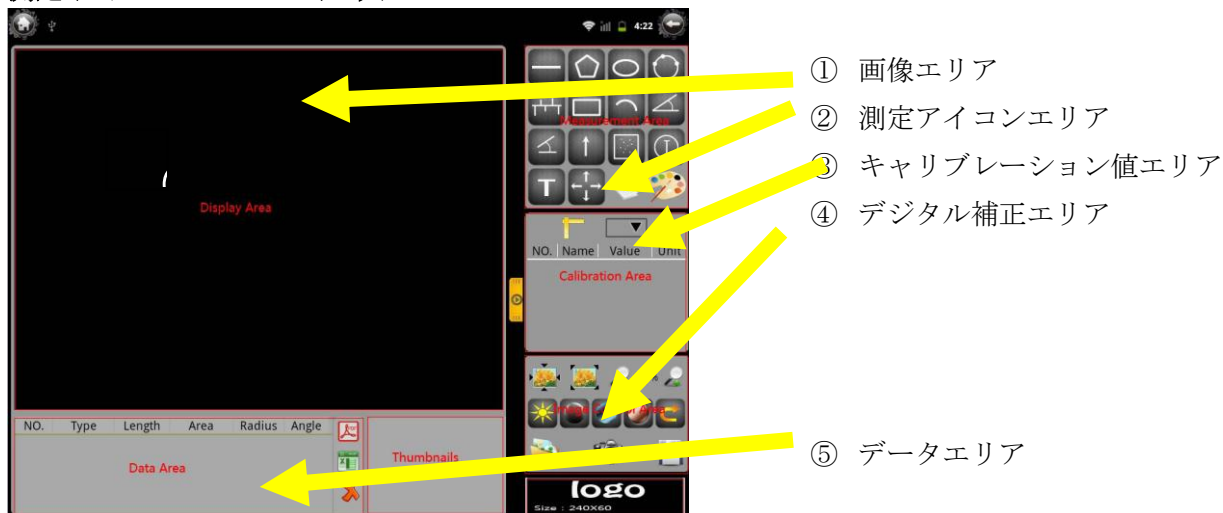 4:22
① 画像エリア
② 測定アイコンエリア
Measurement Area
③ キャリブレーション値エリア
T
Display Area
④ デジタル補正エリア
NO. Name Value Unit
Calibration Area
NO. Type Length Area Radius Angle
Data Area
Thumbnails
⑤ データエリア
logo
Size : 240X60